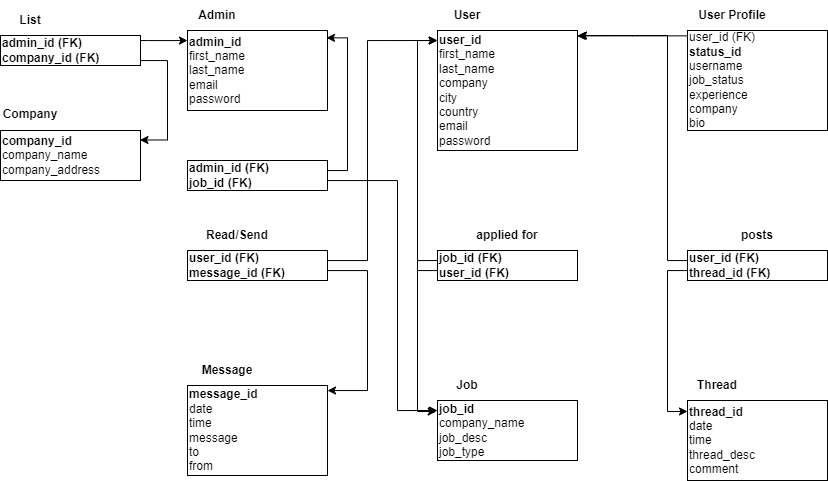 List
admin_id (FK)
company_id (FK)
Admin
admin_id
first_name
last_name
email
password
User
user_id
first_name
last_name
company
city
country
email
password
User Profile
user_id (FK)
status_id
username
job_status
experience
company
bio
Company
company_id
company_name
company_address
admin_id (FK)
job_id (FK)
Read/Send
user_id (FK)
message_id (FK)
applied for
job_id (FK)
user_id (FK)
posts
user_id (FK)
thread_id (FK)
Message
message_id
date
time
message
to
from
Job
job_id
company_name
job_desc
job_type
Thread
thread_id
date
time
thread_desc
comment